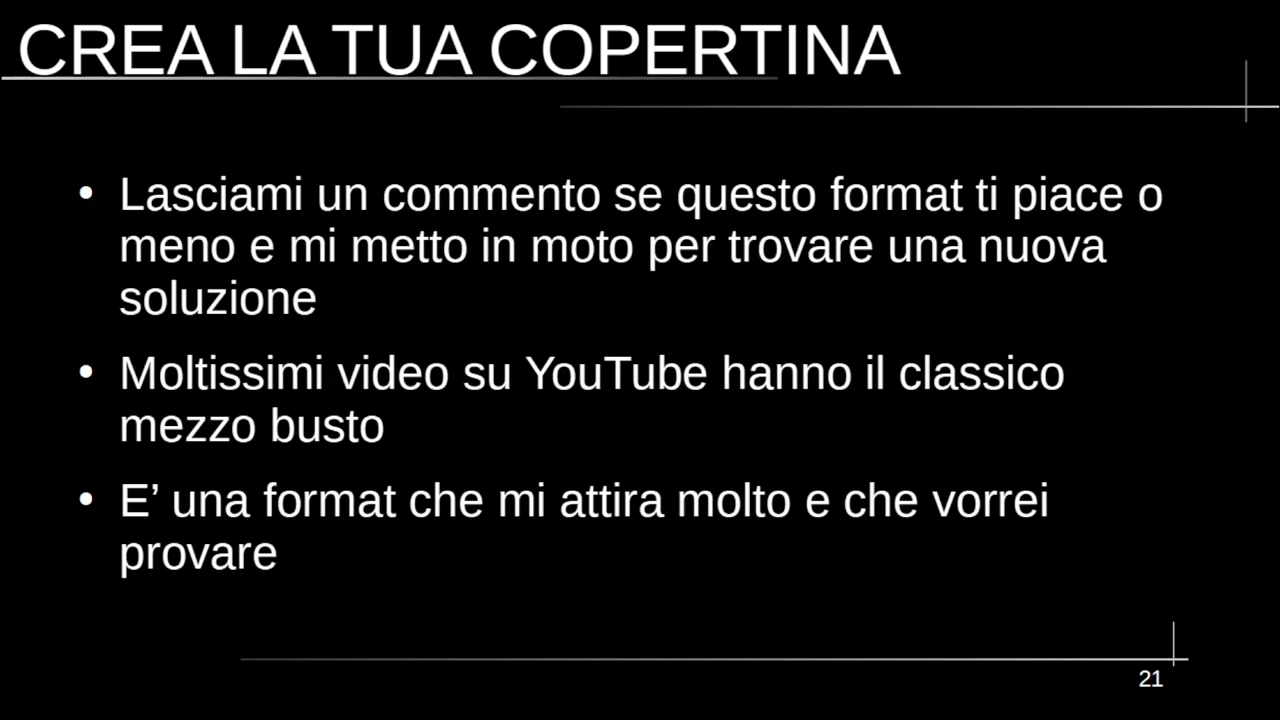 CREA LA TUA COPERTINA
• Lasciami un commento se questo format ti piace o
meno e mi metto in moto per trovare una nuova
soluzione
• Moltissimi video su YouTube hanno il classico
mezzo busto
• E’ una format che mi attira molto e che vorrei
provare
21